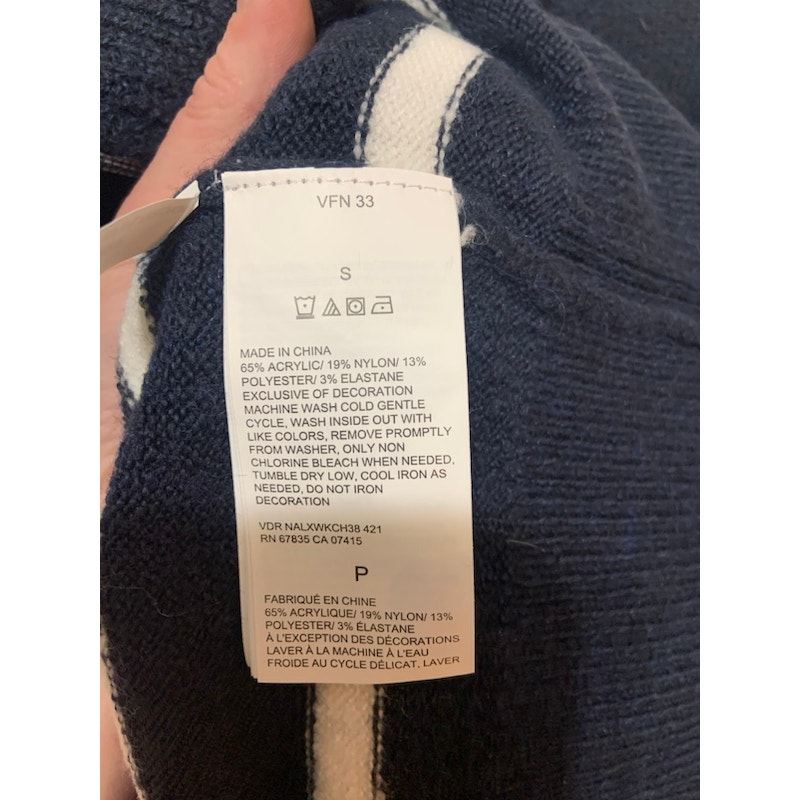 VFN 33
S
MADE IN CHINA
65% ACRYLIC/ 19% NYLON/ 13%
POLYESTER/ 3% ELASTANE
EXCLUSIVE OF DECORATION
MACHINE WASH COLD GENTLE
CYCLE, WASH INSIDE OUT WITH
LIKE COLORS, REMOVE PROMPTLY
FROM WASHER, ONLY NON
CHLORINE BLEACH WHEN NEEDED,
TUMBLE DRY LOW, COOL IRON AS
NEEDED, DO NOT IRON
DECORATION
VDR NALXWKCH38 421
RN 67835 CA 07415
P
FABRIQUÉ EN CHINE
65% ACRYLIQUE/ 19% NYLON/ 13%
POLYESTER/ 3% ÉLASTANE
À L'EXCEPTION DES DÉCORATIONS
LAVER À LA MACHINE À L'EAU
FROIDE AU CYCLE DÉLICAT, LAVER